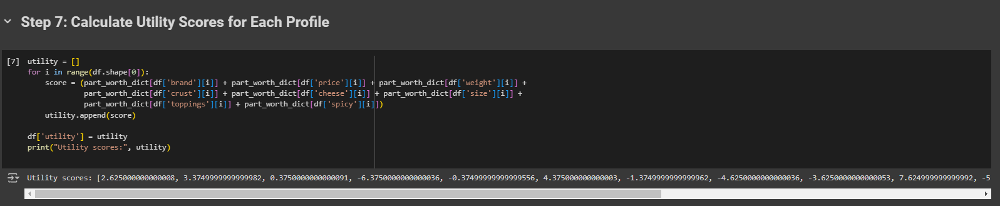 Step 7: Calculate Utility Scores for Each Profile
[7] utility = []
for i in range(df.shape[0]):
    score = (part_worth_dict[df['brand'][i]] + part_worth_dict[df['price'][i]] + part_worth_dict[df['weight'][i]] +
             part_worth_dict[df['crust'][i]] + part_worth_dict[df['cheese'][i]] + part_worth_dict[df['size'][i]] +
             part_worth_dict[df['toppings'][i]] + part_worth_dict[df['spicy'][i]])
    utility.append(score)
df['utility'] = utility
print("Utility scores:", utility)
Utility scores: [2.625000000000008, 3.3749999999999982, 0.3750000000000091, -6.3750000000000036, -0.37499999999999556, 4.375000000000003, -1.3749999999999962, -4.6250000000000036, -3.6250000000000053, 7.624999999999992, -5